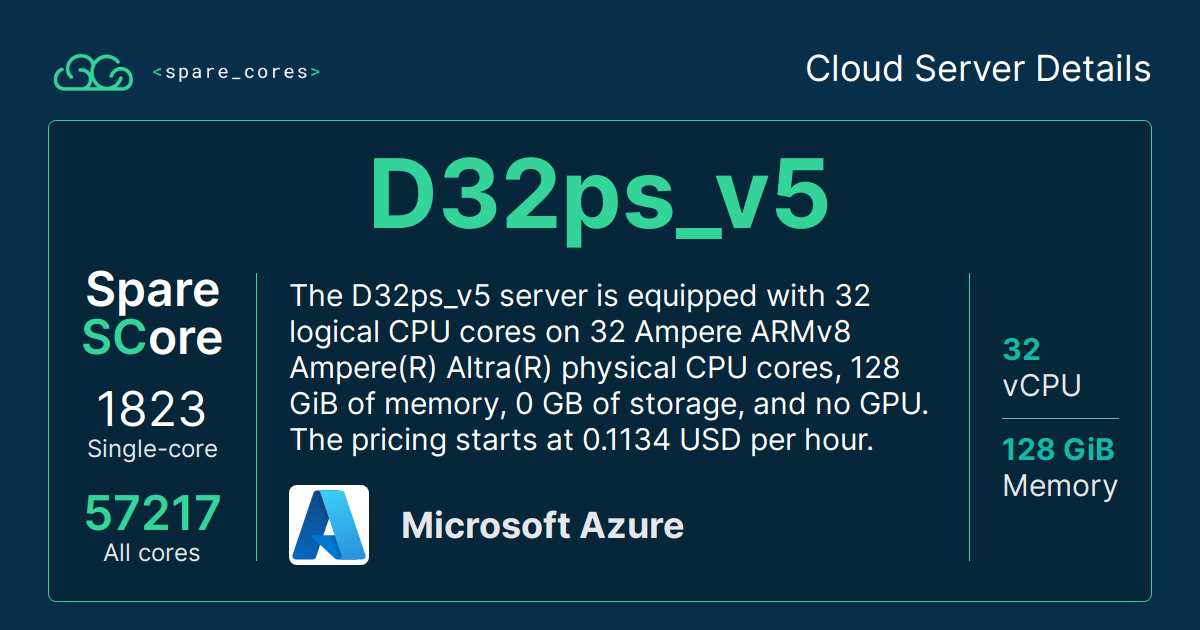 <spare_cores>
Cloud Server Details
D32ps_v5
Spare
SCore
1823
Single-core
57217
All cores
The D32ps_v5 server is equipped with 32
logical CPU cores on 32 Ampere ARMv8
Ampere(R) Altra(R) physical CPU cores, 128
GiB of memory, 0 GB of storage, and no GPU.
The pricing starts at 0.1134 USD per hour.
Microsoft Azure
32
vCPU
128 GiB
Memory